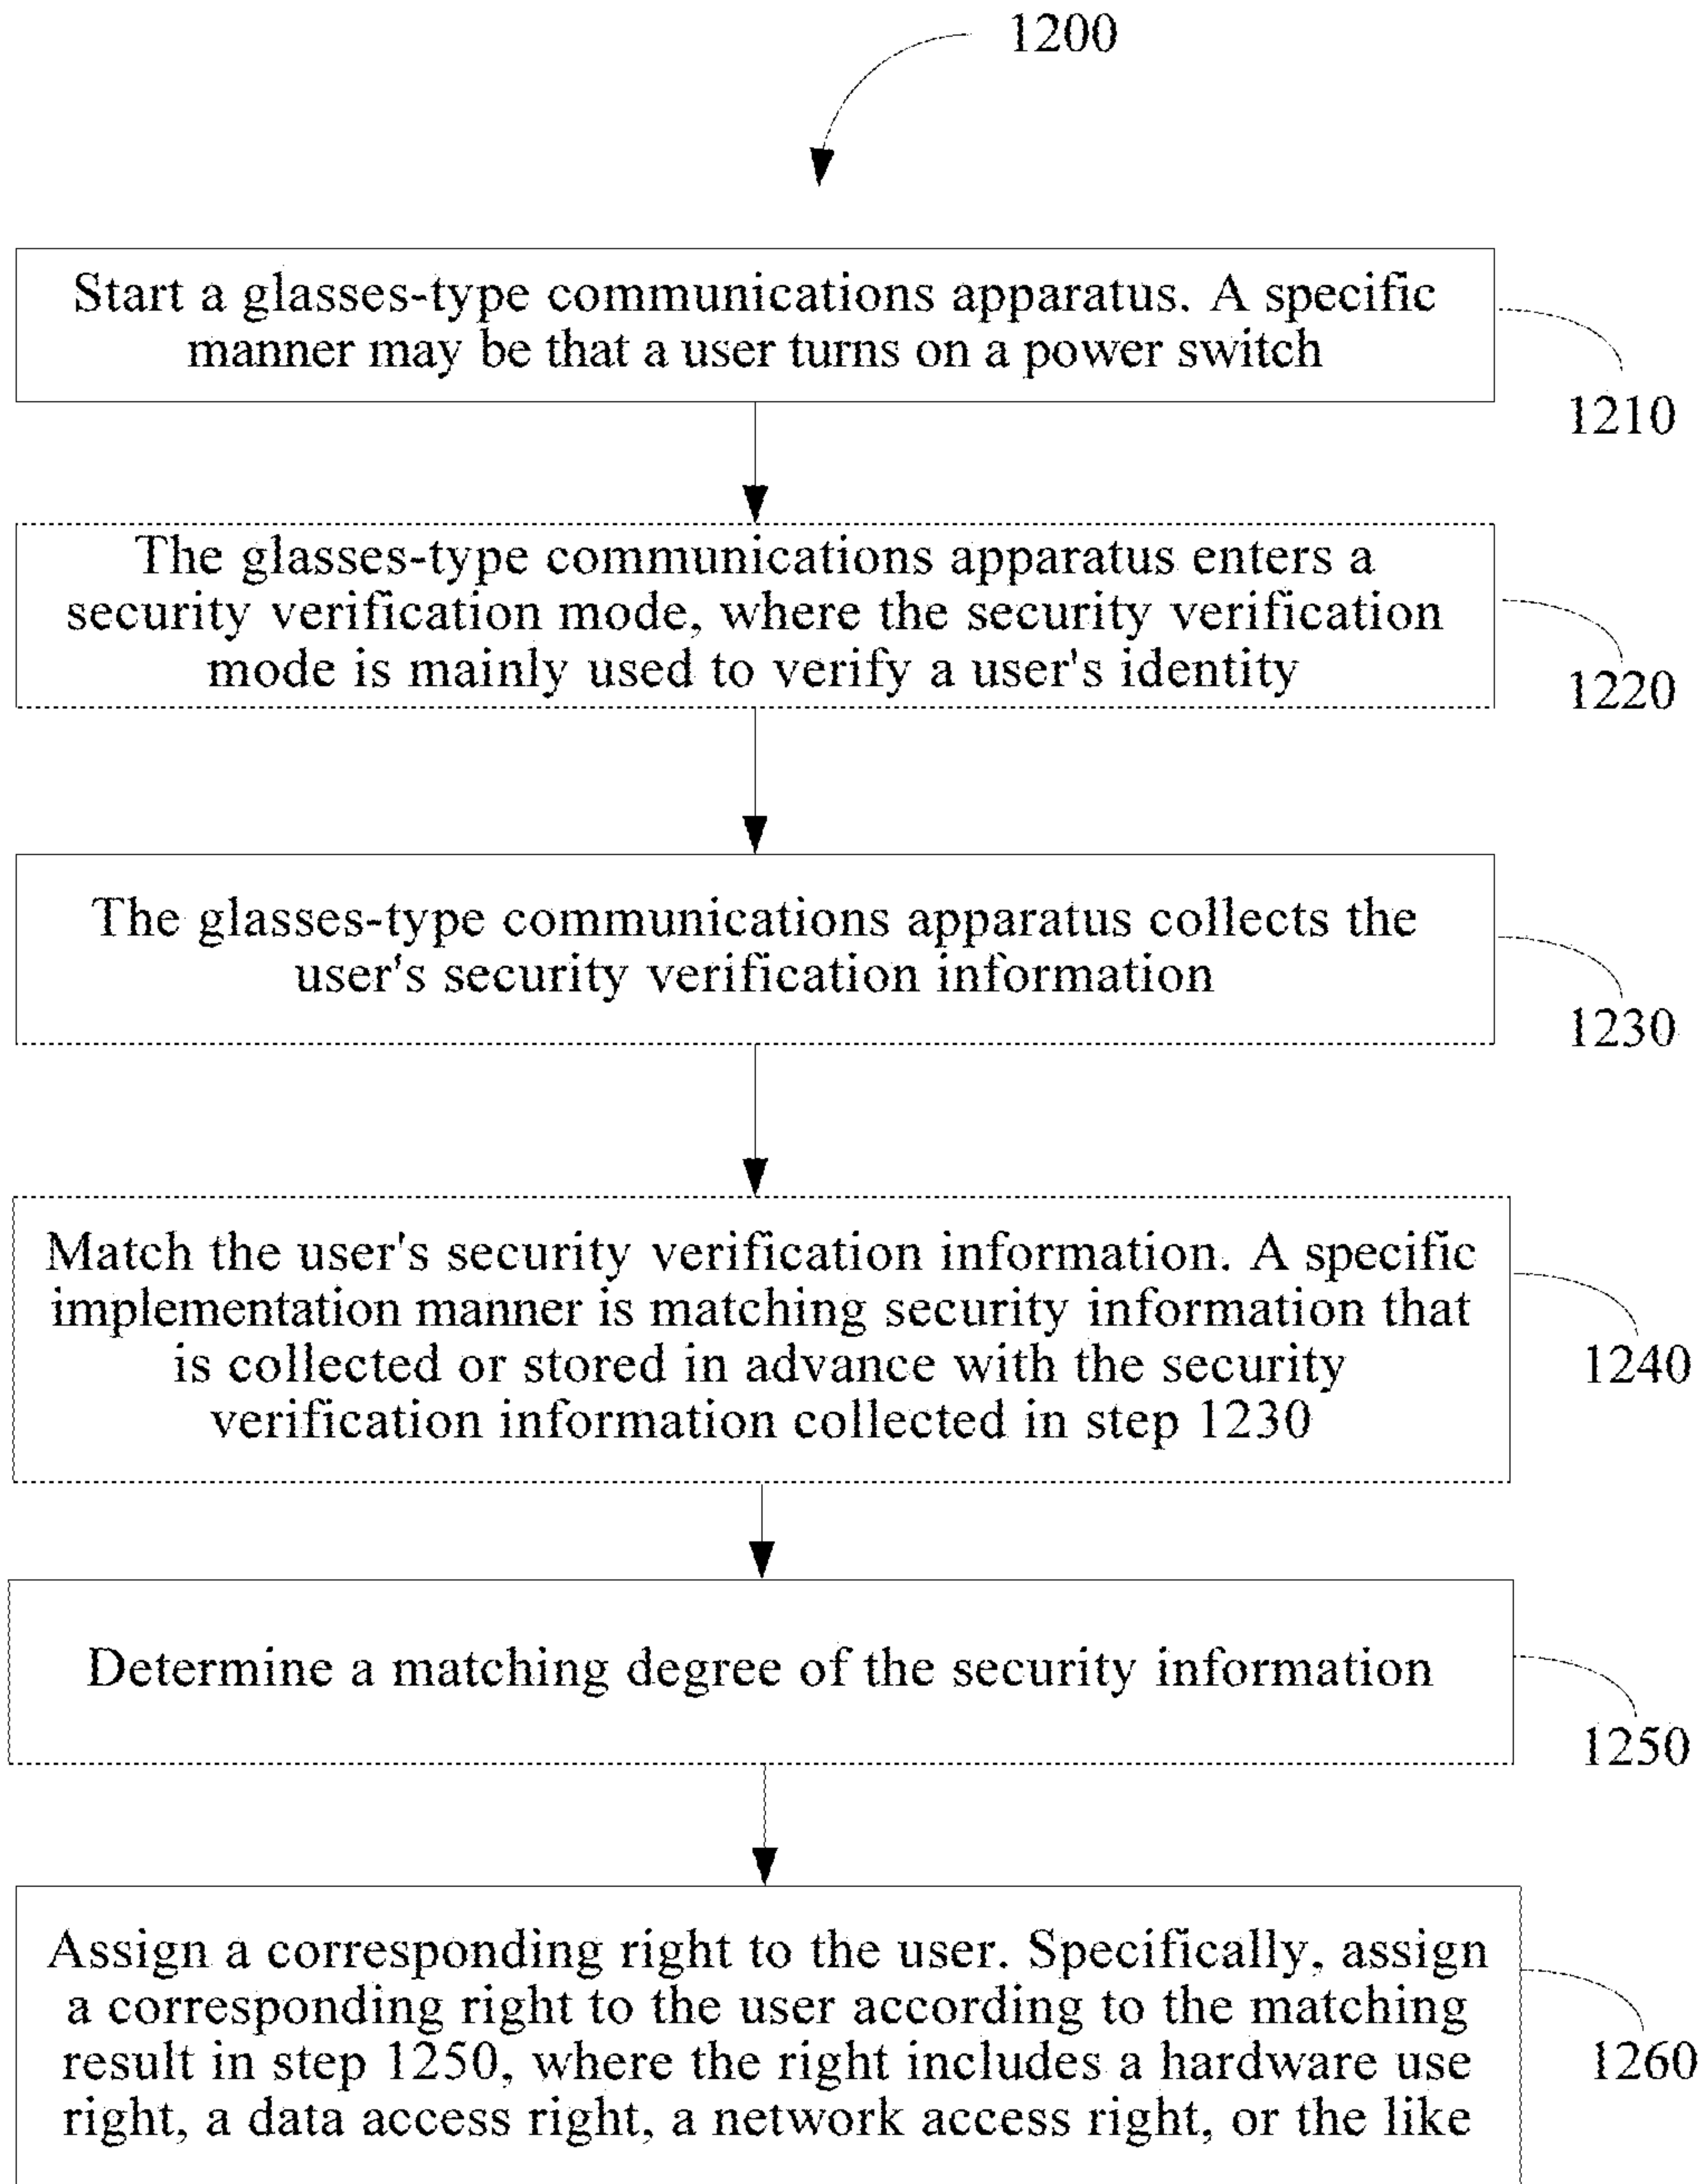 1200
Start a glasses-type communications apparatus. A specific
manner may be that a user turns on a power switch
1210
The glasses-type communications apparatus enters a
security verification mode, where the security verification
mode is mainly used to verify a user's identity
1220
The glasses-type communications apparatus collects the
user's security verification information
1230
Match the user's security verification information. A specific
implementation manner is matching security information that
is collected or stored in advance with the security
verification information collected in step 1230
1240
Determine a matching degree of the security information
1250
Assign a corresponding right to the user. Specifically, assign
a corresponding right to the user according to the matching
result in step 1250, where the right includes a hardware use
right, a data access right, a network access right, or the like
1260